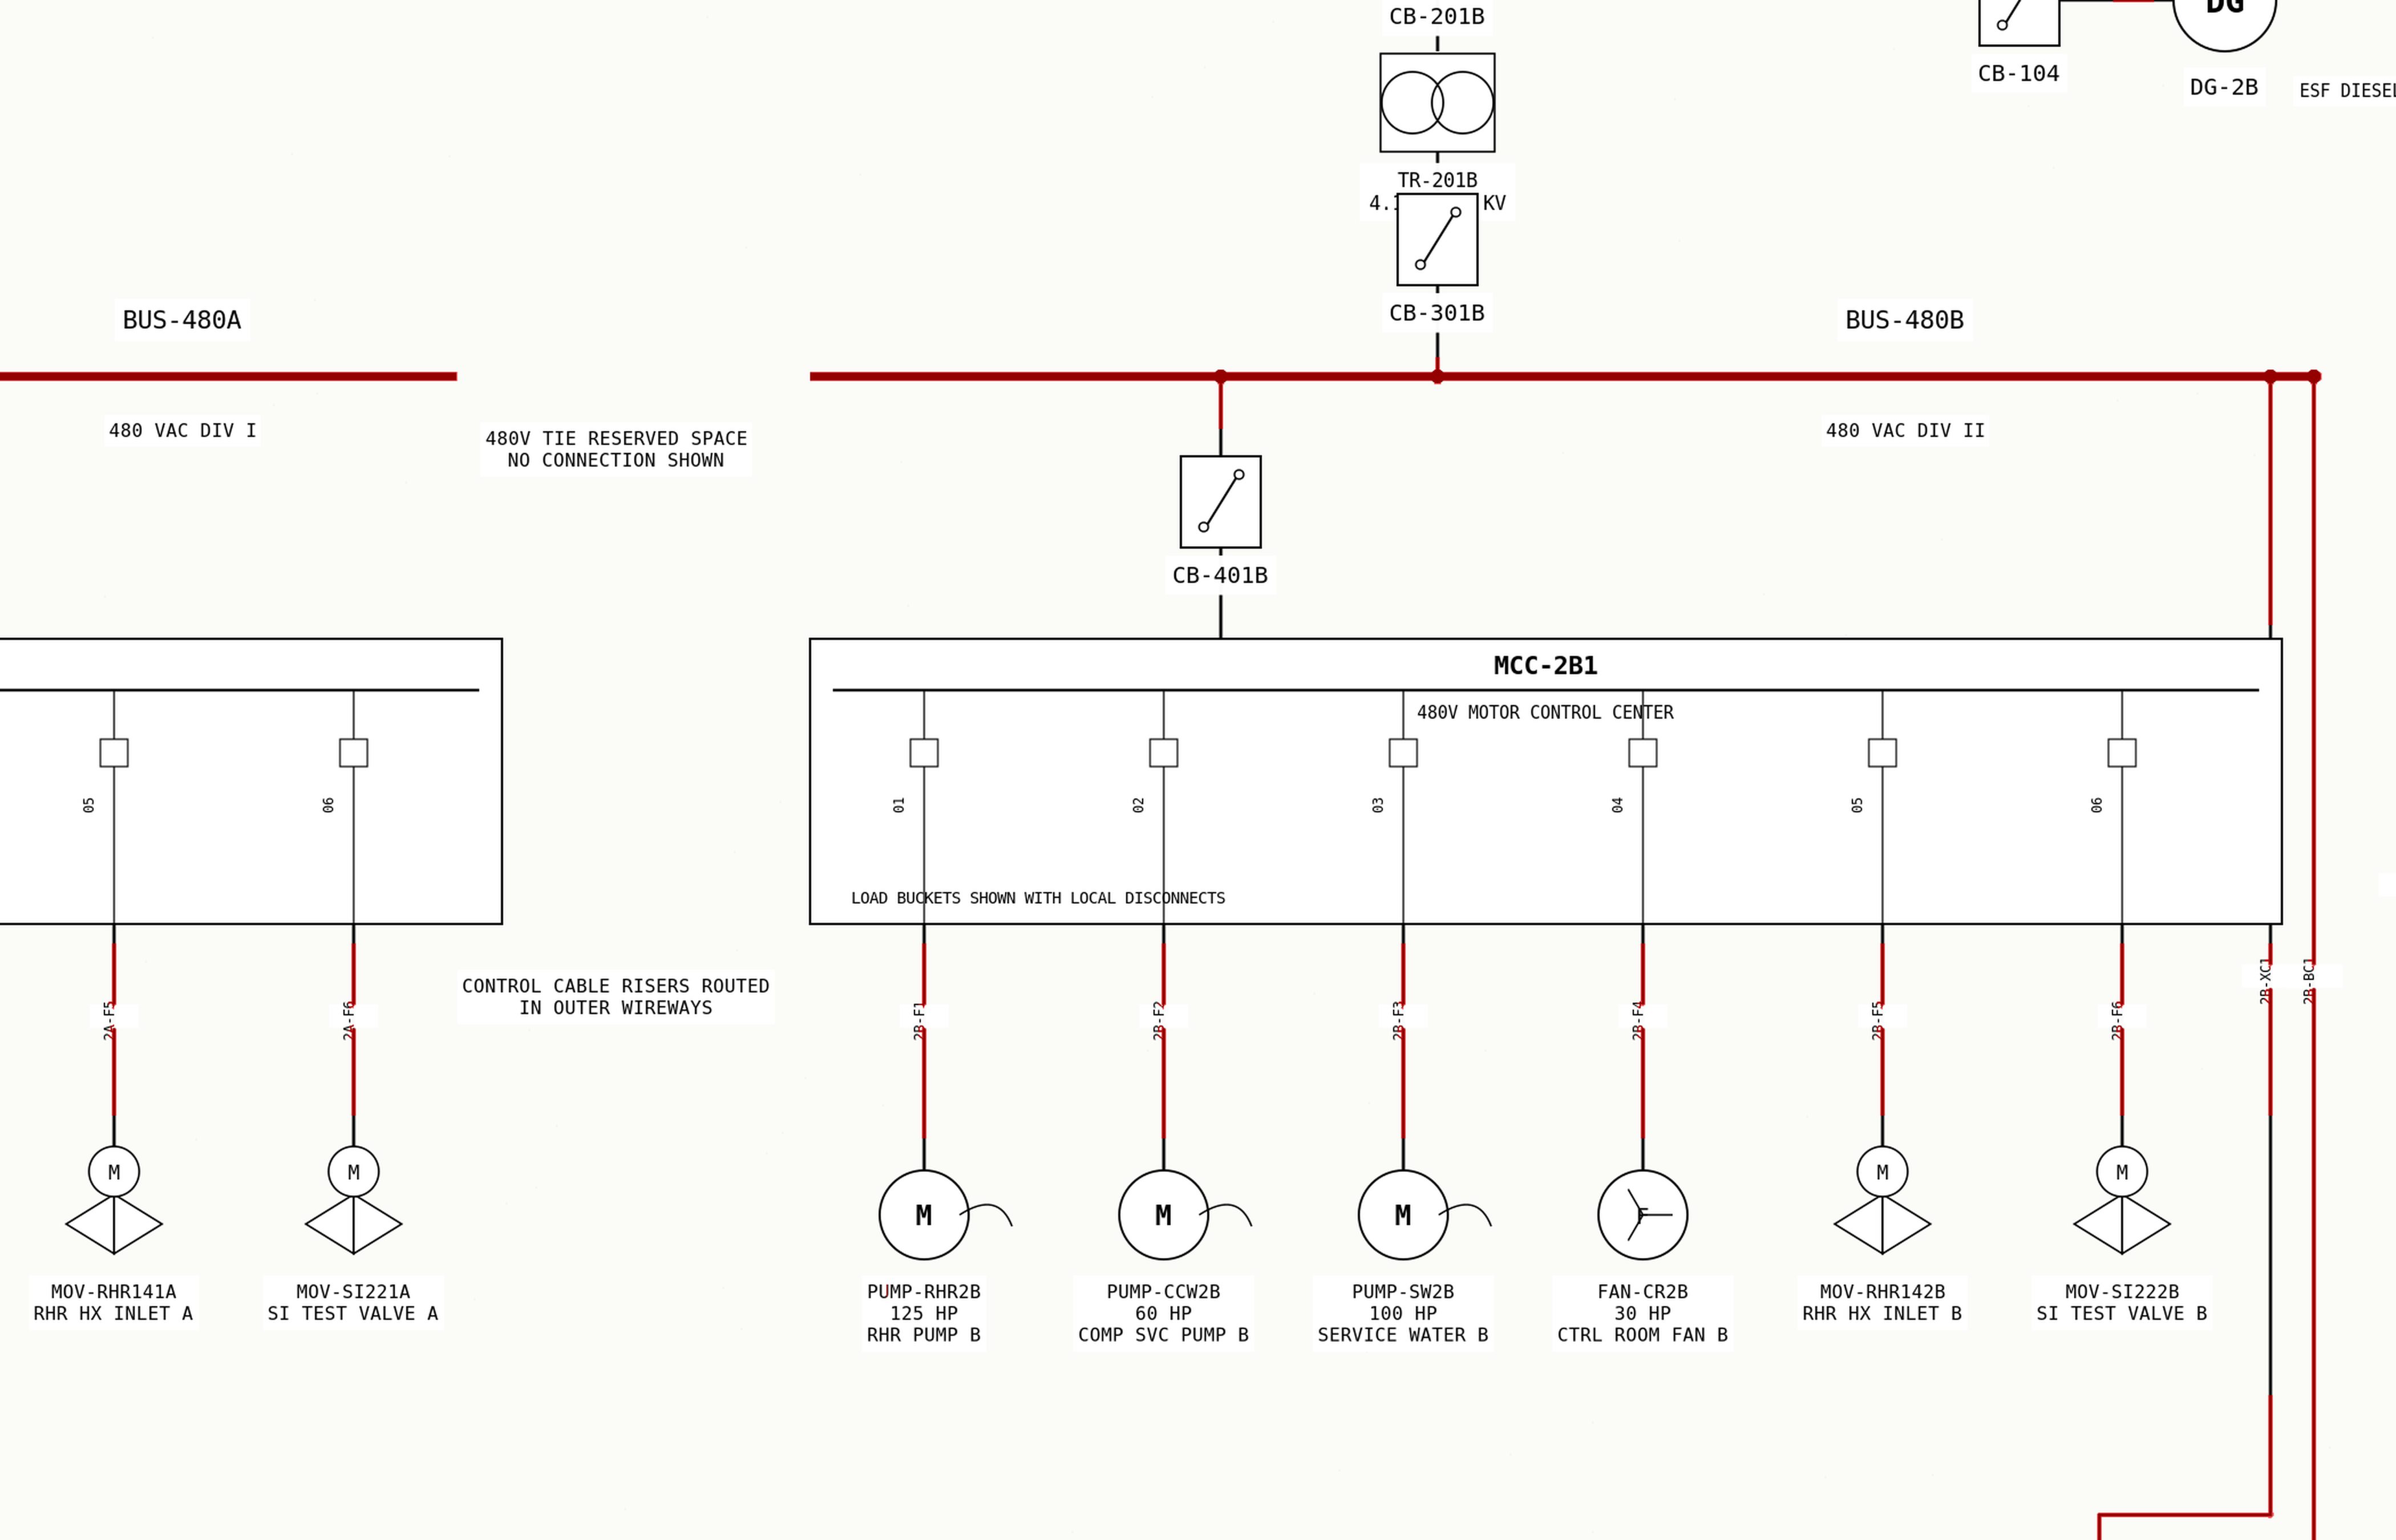 CB-201B
DG
CB-104
DG-2B
ESF DIESEL
TR-201B
KV
CB-301B
BUS-480A
BUS-480B
480 VAC DIV I
480V TIE RESERVED SPACE
NO CONNECTION SHOWN
480 VAC DIV II
CB-401B
MCC-2B1
480V MOTOR CONTROL CENTER
05
06
01
02
03
04
05
06
LOAD BUCKETS SHOWN WITH LOCAL DISCONNECTS
CONTROL CABLE RISERS ROUTED
IN OUTER WIREWAYS
2A-F5
2A-F6
2B-F1
2B-F2
2B-F3
2B-F4
2B-F5
2B-F6
2B-XC1
2B-BC1
M
M
M
M
M
F
M
M
MOV-RHR141A
RHR HX INLET A
MOV-SI221A
SI TEST VALVE A
PUMP-RHR2B
125 HP
RHR PUMP B
PUMP-CCW2B
60 HP
COMP SVC PUMP B
PUMP-SW2B
100 HP
SERVICE WATER B
FAN-CR2B
30 HP
CTRL ROOM FAN B
MOV-RHR142B
RHR HX INLET B
MOV-SI222B
SI TEST VALVE B